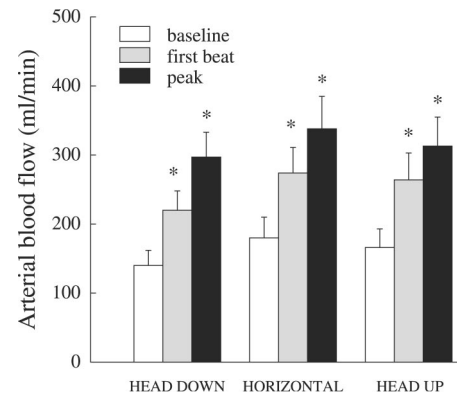 Arterial blood flow (ml/min)
500
400
300
200
100
0
baseline
first beat
peak
*
*
*
*
*
*
HEAD DOWN
HORIZONTAL
HEAD UP